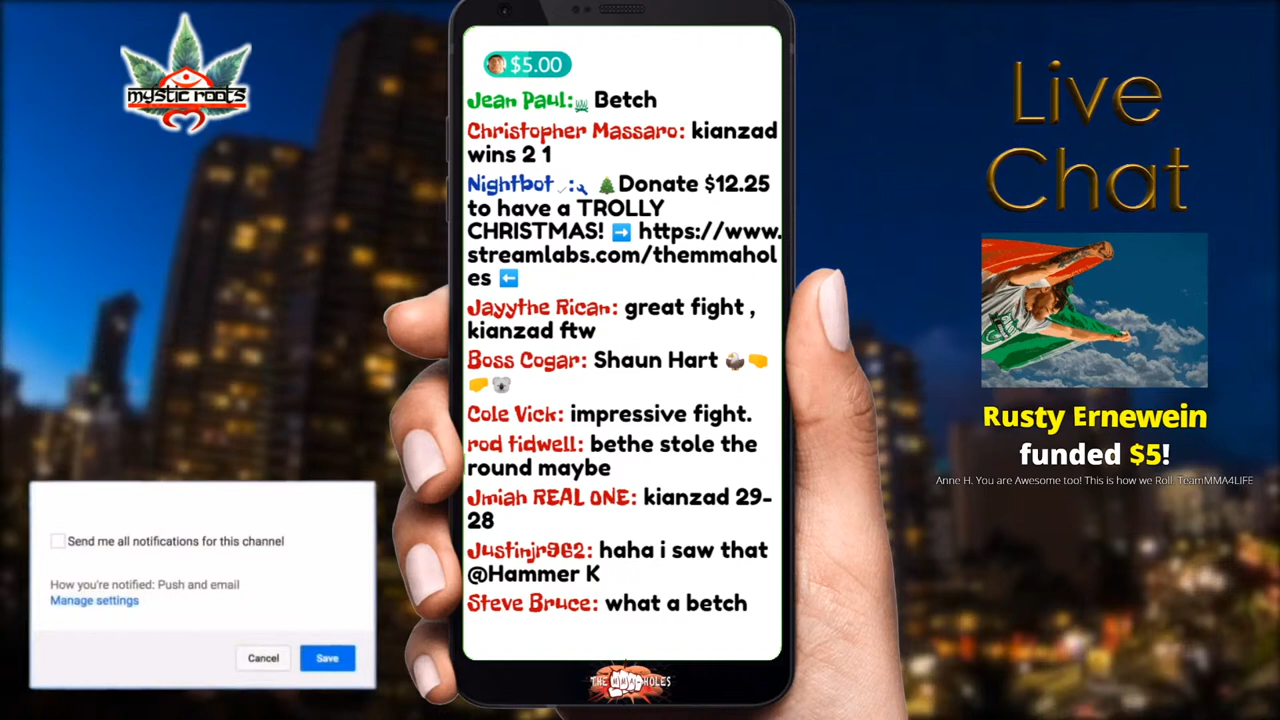 mystic roots
$5.00
Jean Paul: Betch
Christopher Massaro: kianzad
wins 2 1
Nightbot : 🎄Donate $12.25
to have a TROLLY
CHRISTMAS! ➡️ https://www.
streamlabs.com/themmahol
es ⬅️
Jayythe Rican: great fight ,
kianzad ftw
Boss Cogar: Shaun Hart
Cole Vick: impressive fight.
rod tidwell: bethe stole the
round maybe
Jmiah REAL ONE: kianzad 29-
28
Justinjr962: haha i saw that
@Hammer K
Steve Bruce: what a betch
THE MMA-HOLES
Live
Chat
Rusty Ernewein
funded $5!
Anne H. You are Awesome too! This is how we Roll. TeamMMA4LIFE
Send me all notifications for this channel
How you're notified: Push and email
Manage settings
Cancel
Save